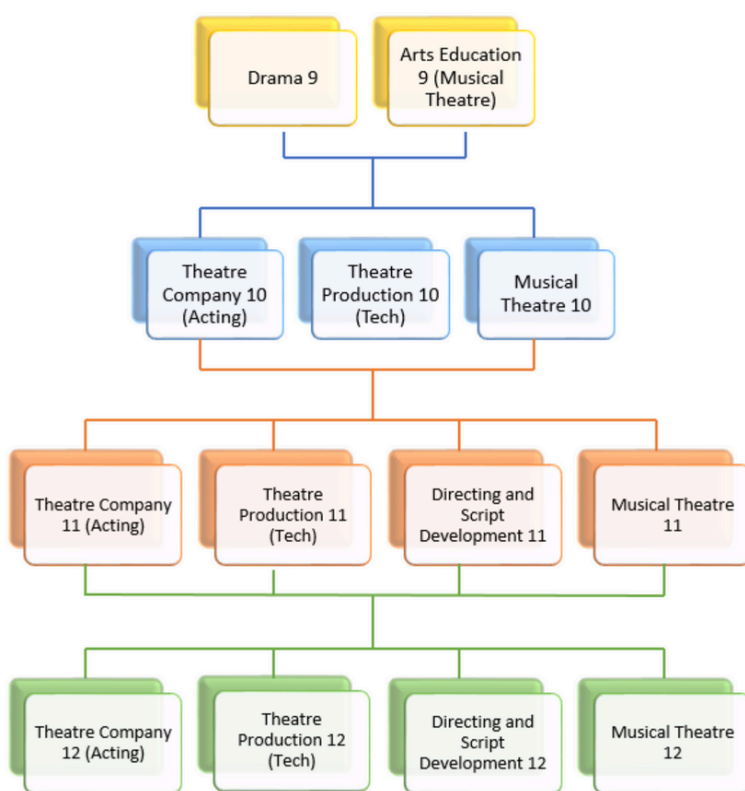 Drama 9
Arts Education
9 (Musical
Theatre)
Theatre
Company 10
(Acting)
Theatre
Production 10
(Tech)
Musical
Theatre 10
Theatre Company
11 (Acting)
Theatre
Production 11
(Tech)
Directing and
Script
Development 11
Musical Theatre
11
Theatre Company
12 (Acting)
Theatre
Production 12
(Tech)
Directing and
Script
Development 12
Musical Theatre
12